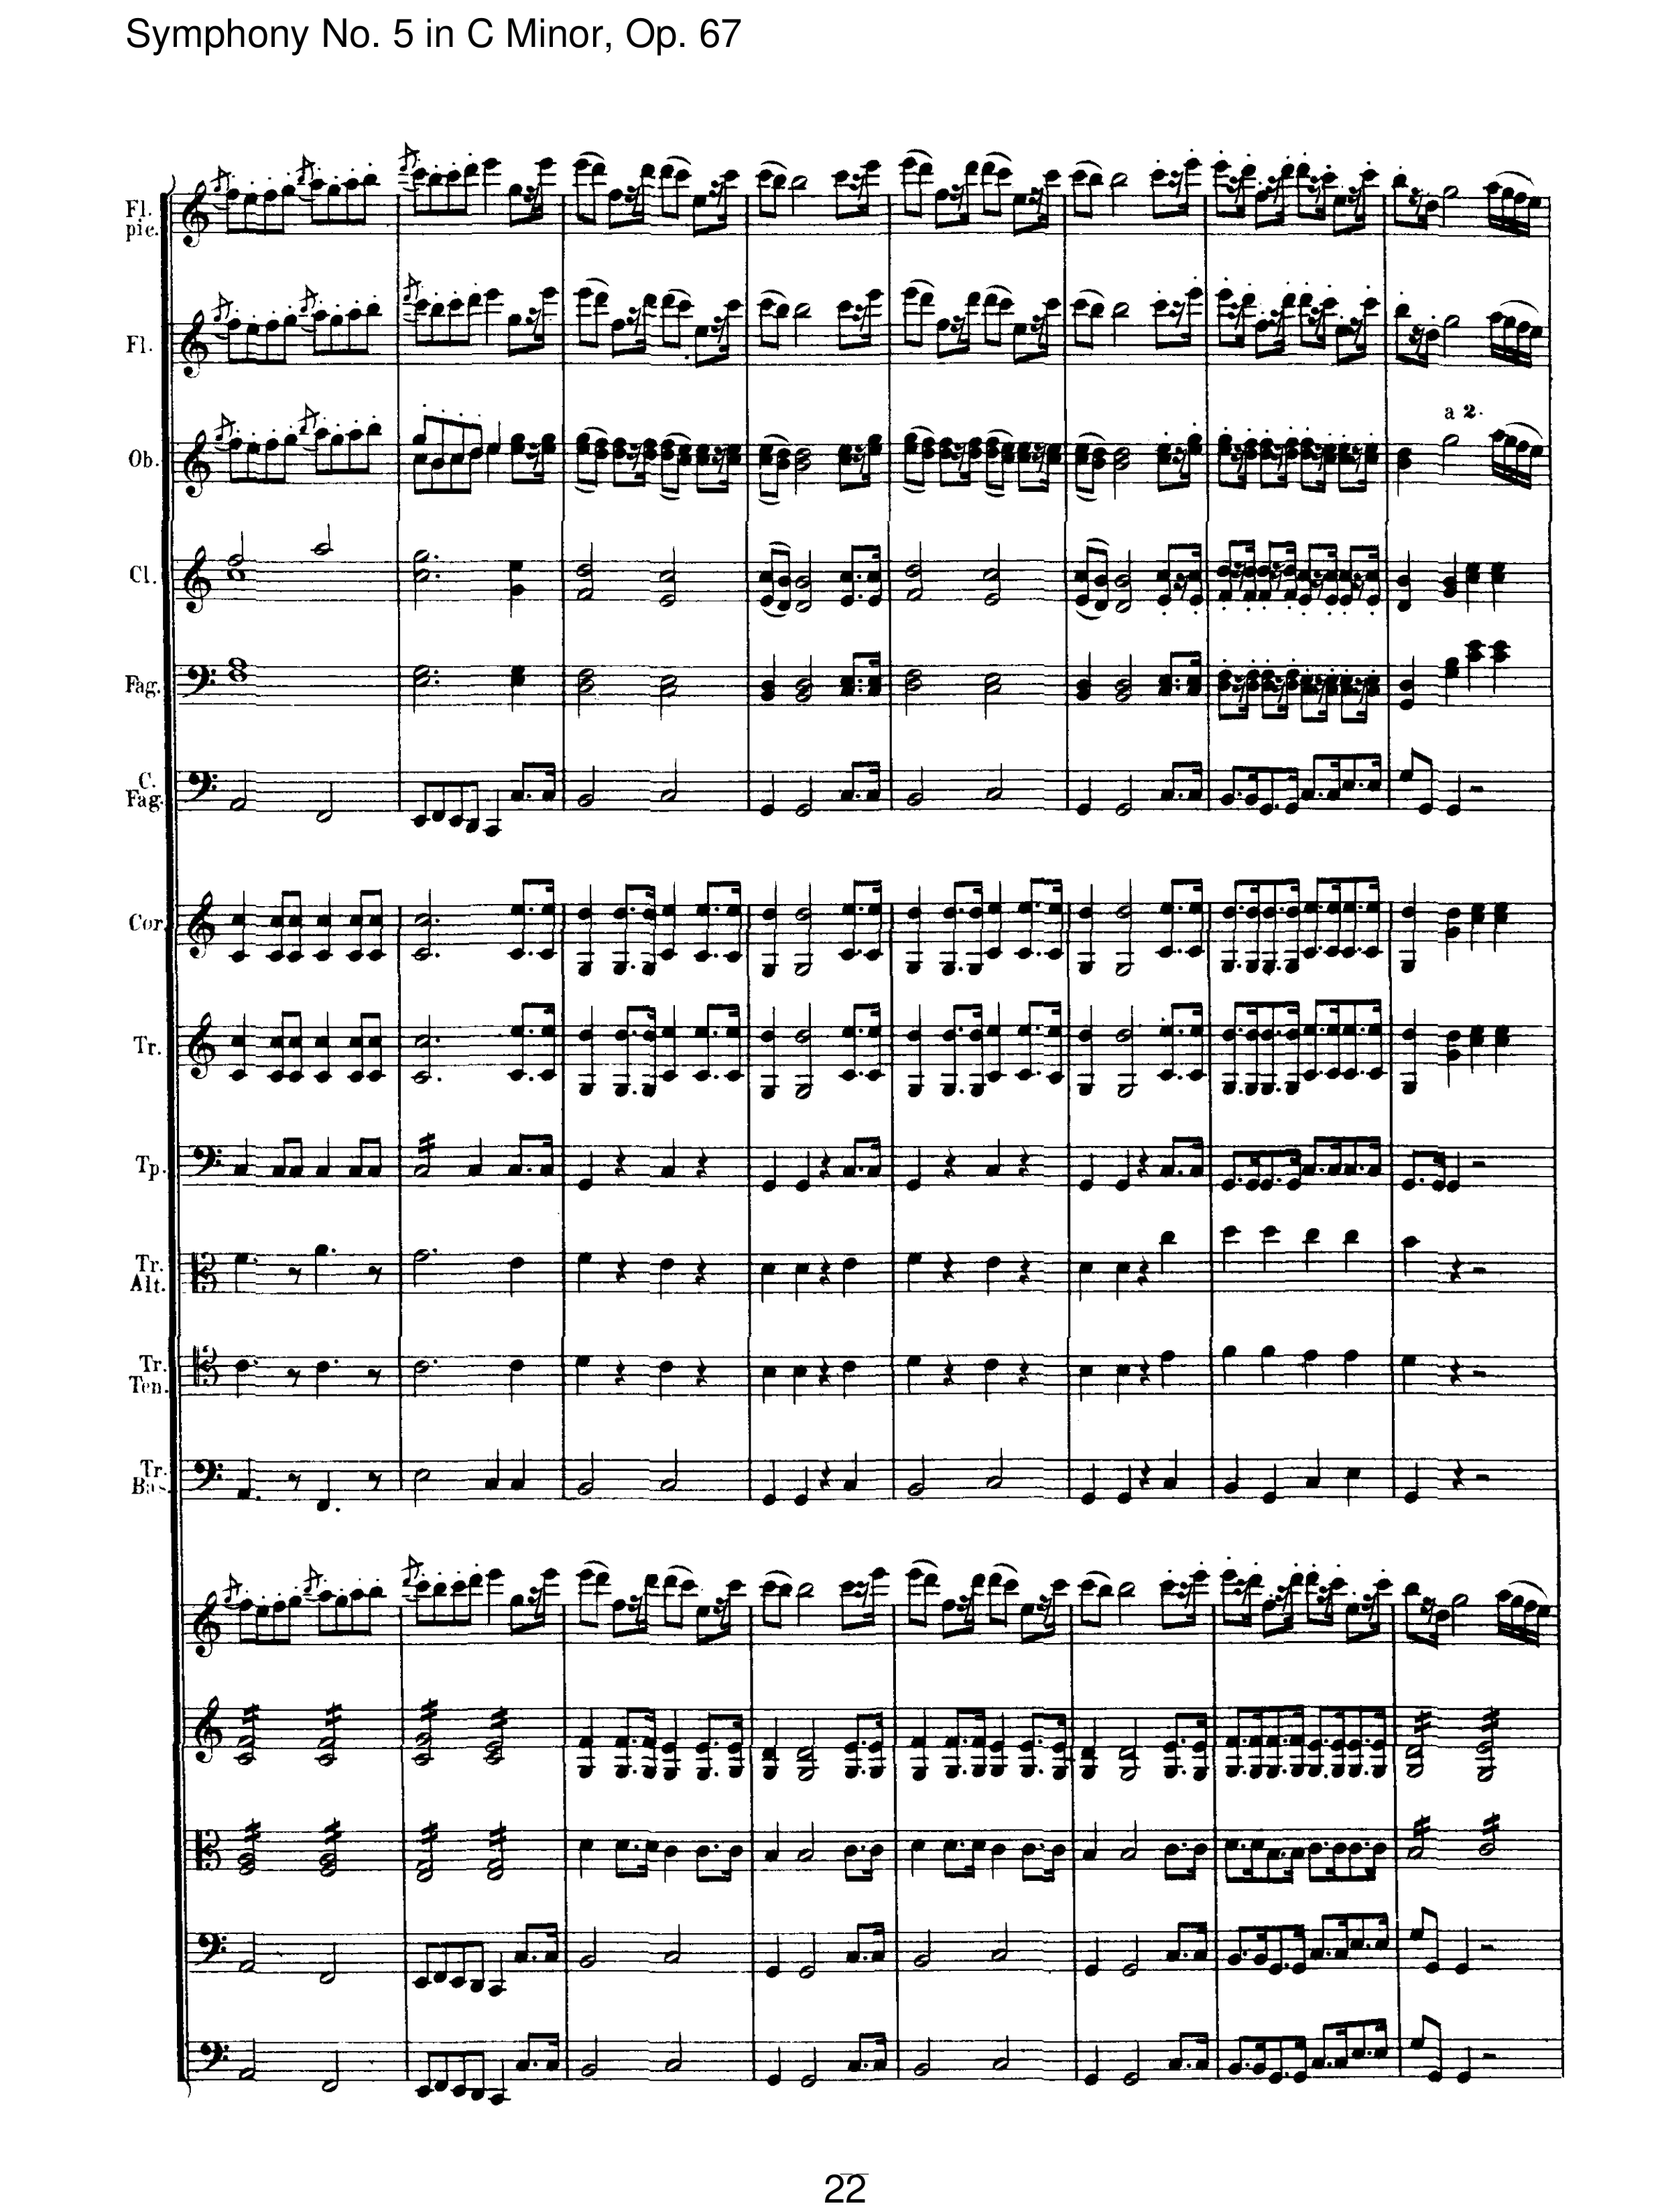 Symphony No. 5 in C Minor, Op. 67
Fl.
pic.
Fl.
a 2.
Ob.
Cl.
Fag.
C.
Fag.
Cor.
Tr.
Tp.
Tr.
Alt.
Tr.
Ten.
Tr.
Bas.
22